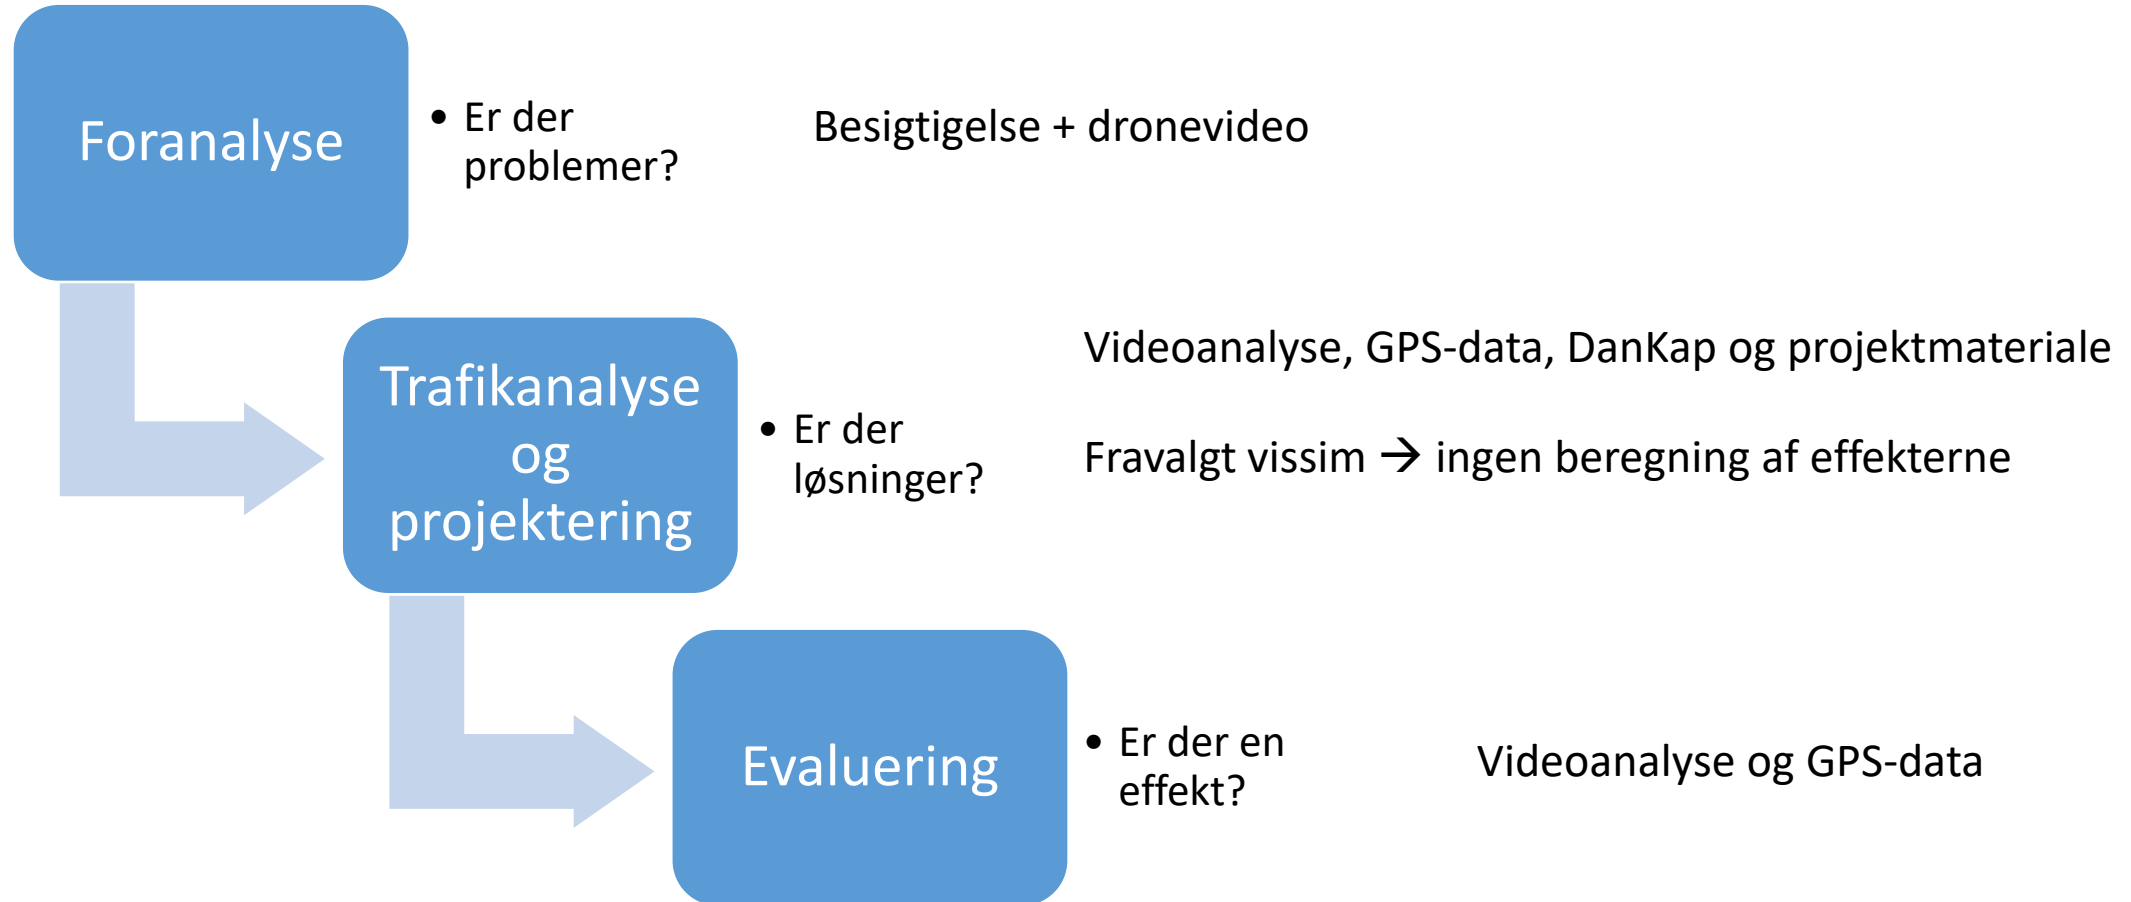 Foranalyse
• Er der
problemer?
Besigtigelse + dronevideo
Trafikanalyse
og
projektering
• Er der
løsninger?
Videoanalyse, GPS-data, DanKap og projektmateriale
Fravalgt vissim → ingen beregning af effekterne
Evaluering
• Er der en
effekt?
Videoanalyse og GPS-data